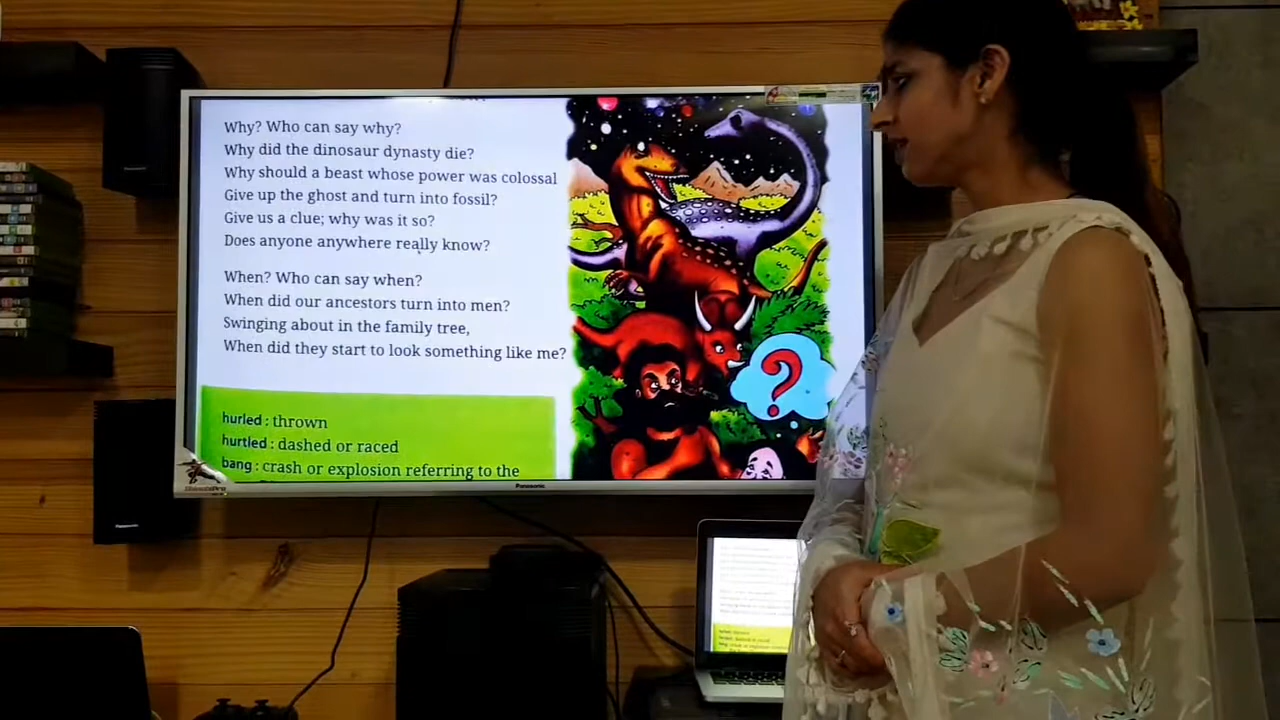 Why? Who can say why?
Why did the dinosaur dynasty die?
Why should a beast whose power was colossal
Give up the ghost and turn into fossil?
Give us a clue; why was it so?
Does anyone anywhere really know?
When? Who can say when?
When did our ancestors turn into men?
Swinging about in the family tree,
When did they start to look something like me?
hurled : thrown
hurtled : dashed or raced
bang : crash or explosion referring to the
?
Panasonic